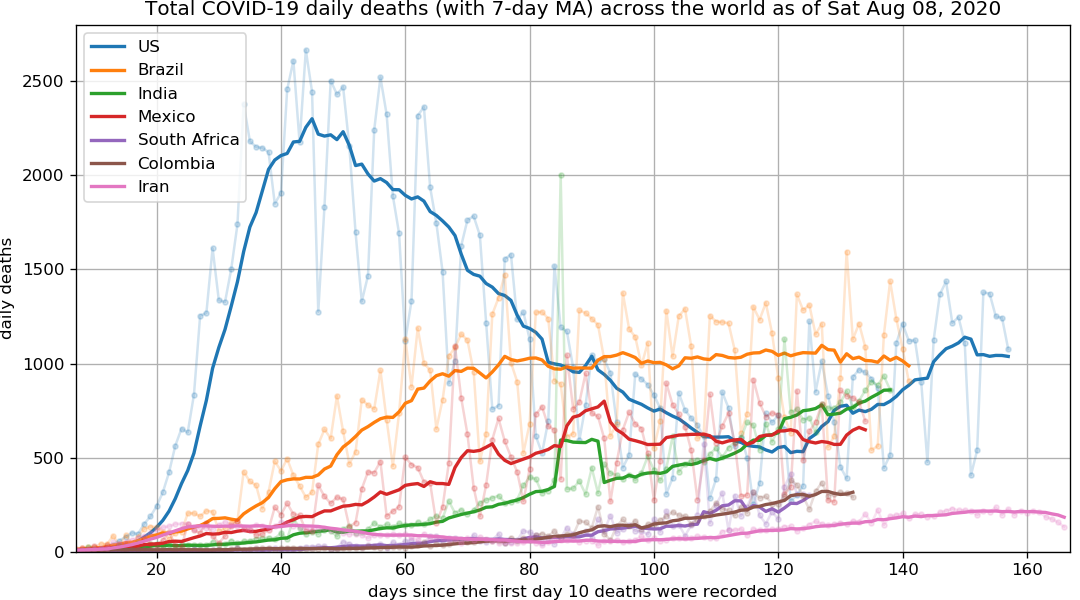 Total COVID-19 daily deaths (with 7-day MA) across the world as of Sat Aug 08, 2020
US
Brazil
India
Mexico
South Africa
Colombia
Iran
daily deaths
2500
2000
1500
1000
500
0
20 40 60 80 100 120 140 160
days since the first day 10 deaths were recorded